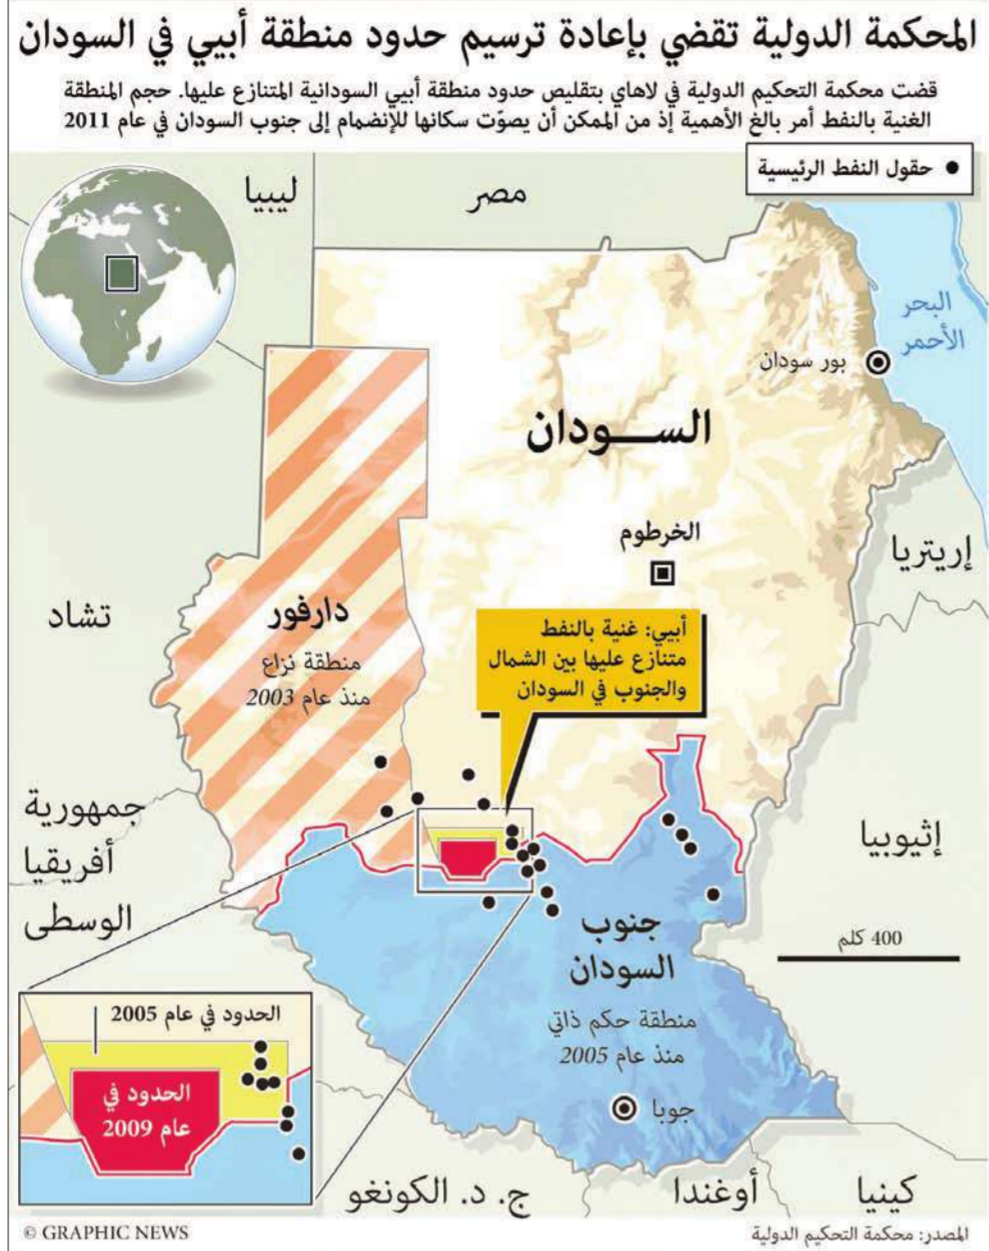 المحكمة الدولية تقضي بإعادة ترسيم حدود منطقة أبيي في السودان
قضت محكمة التحكيم الدولية في لاهاي بتقليص حدود منطقة أبيي السودانية المتنازع عليها. حجم المنطقة
الغنية بالنفط أمر بالغ الأهمية إذ من الممكن أن يصوّت سكانها للإنضمام إلى جنوب السودان في عام 2011
حقول النفط الرئيسية
مصر
ليبيا
البحر
الأحمر
بور سودان
الســـودان
الخرطوم
إريتريا
تشاد
دارفور
منطقة نزاع
منذ عام 2003
أبيي: غنية بالنفط
متنازع عليها بين الشمال
والجنوب في السودان
جمهورية
أفريقيا
الوسطى
إثيوبيا
جنوب
السودان
منطقة حكم ذاتي
منذ عام 2005
400 كلم
الحدود في عام 2005
الحدود في
عام 2009
جوبا
كينيا
أوغندا
ج. د. الكونغو
المصدر: محكمة التحكيم الدولية
© GRAPHIC NEWS